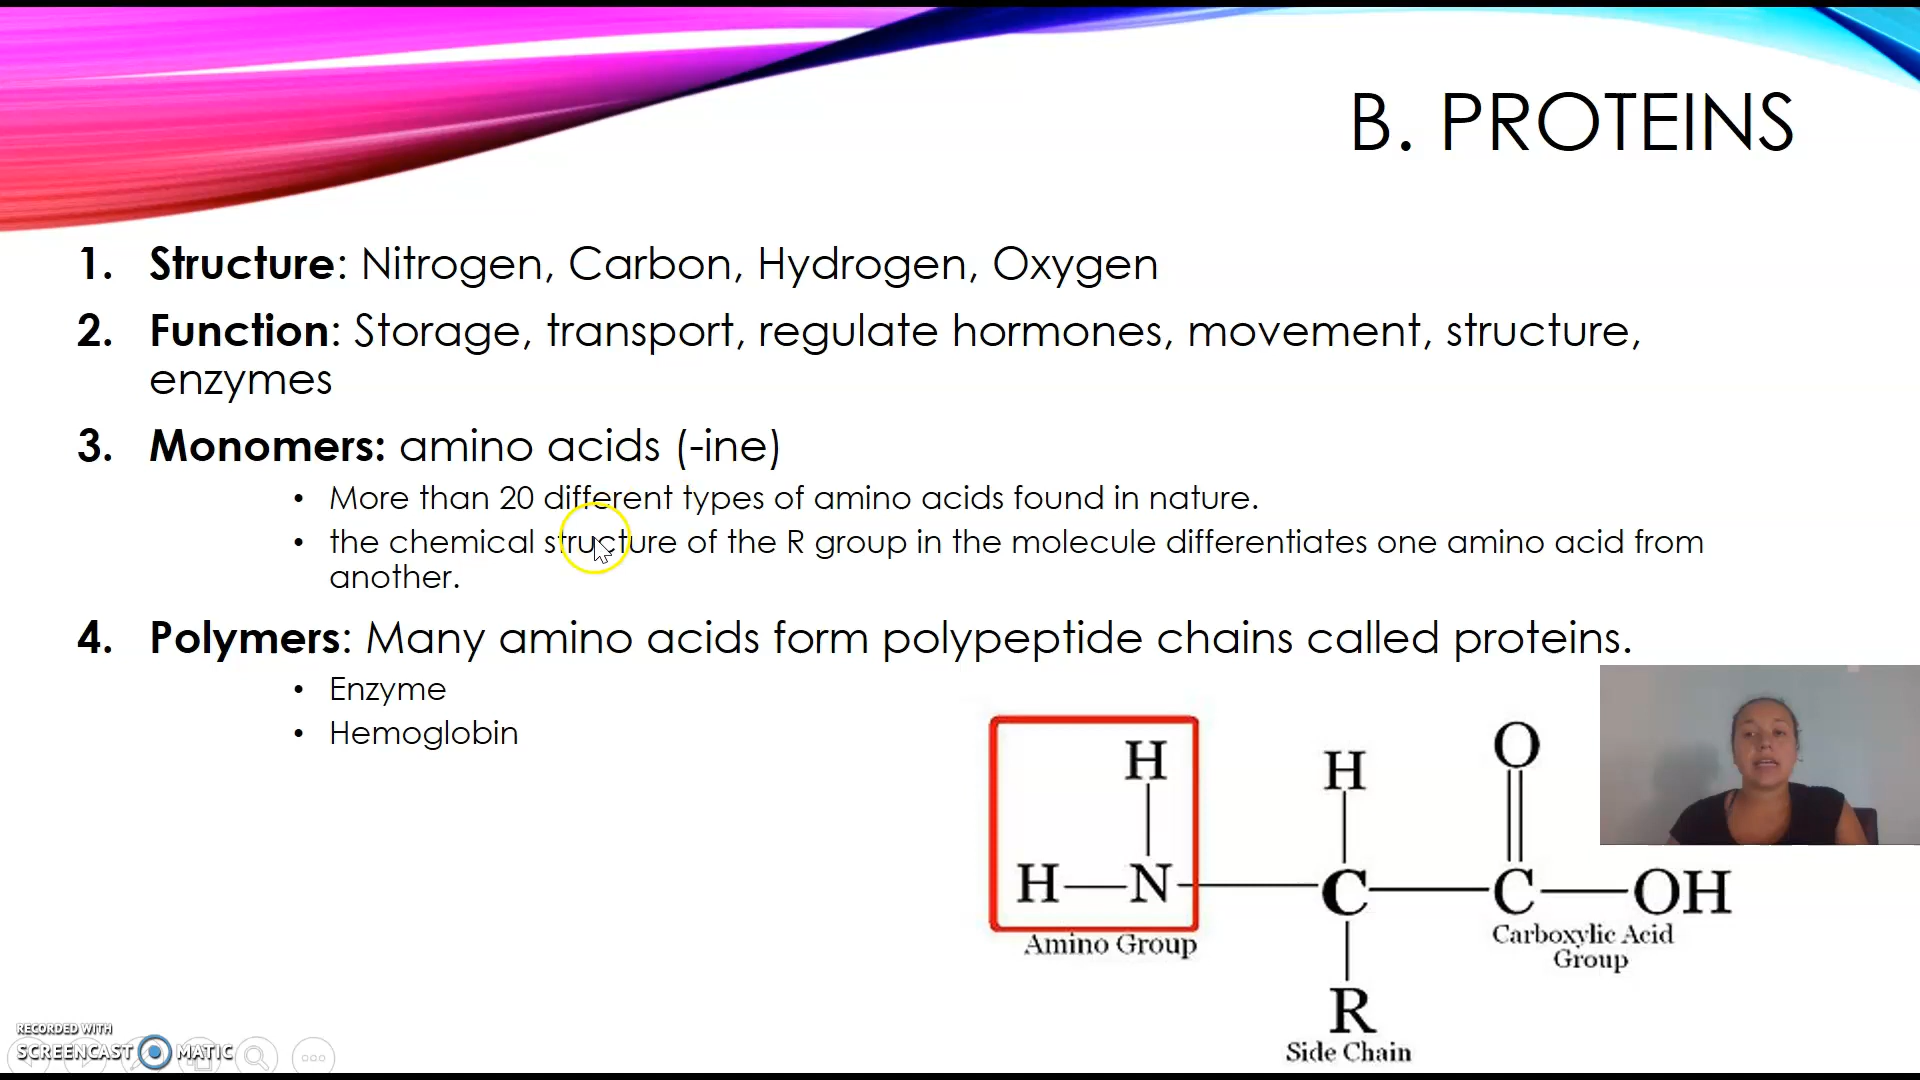 B. PROTEINS
1. Structure: Nitrogen, Carbon, Hydrogen, Oxygen
2. Function: Storage, transport, regulate hormones, movement, structure,
enzymes
3. Monomers: amino acids (-ine)
• More than 20 different types of amino acids found in nature.
• the chemical structure of the R group in the molecule differentiates one amino acid from
another.
4. Polymers: Many amino acids form polypeptide chains called proteins.
• Enzyme
• Hemoglobin
H
H
O
H—N
C
C
OH
Amino Group
Carboxylic Acid
Group
R
Side Chain
RECORDED WITH
SCREENCAST MATIC